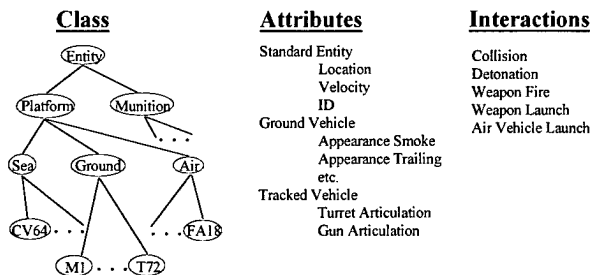 Class
Entity
Platform
Munition
. . .
Sea
Ground
Air
CV64 . . .
. . . FA18
M1 . . . T72
Attributes
Standard Entity
Location
Velocity
ID
Ground Vehicle
Appearance Smoke
Appearance Trailing
etc.
Tracked Vehicle
Turret Articulation
Gun Articulation
Interactions
Collision
Detonation
Weapon Fire
Weapon Launch
Air Vehicle Launch